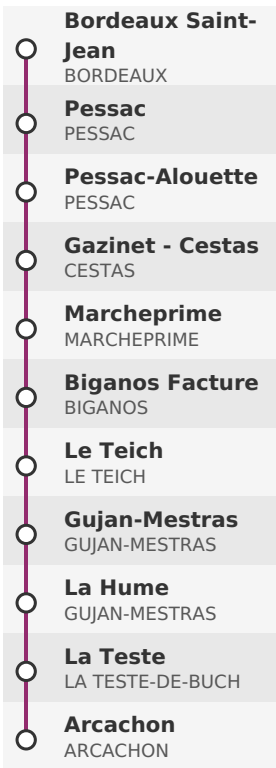 Bordeaux Saint-
Jean
BORDEAUX
Pessac
PESSAC
Pessac-Alouette
PESSAC
Gazinet - Cestas
CESTAS
Marcheprime
MARCHEPRIME
Biganos Facture
BIGANOS
Le Teich
LE TEICH
Gujan-Mestras
GUJAN-MESTRAS
La Hume
GUJAN-MESTRAS
La Teste
LA TESTE-DE-BUCH
Arcachon
ARCACHON